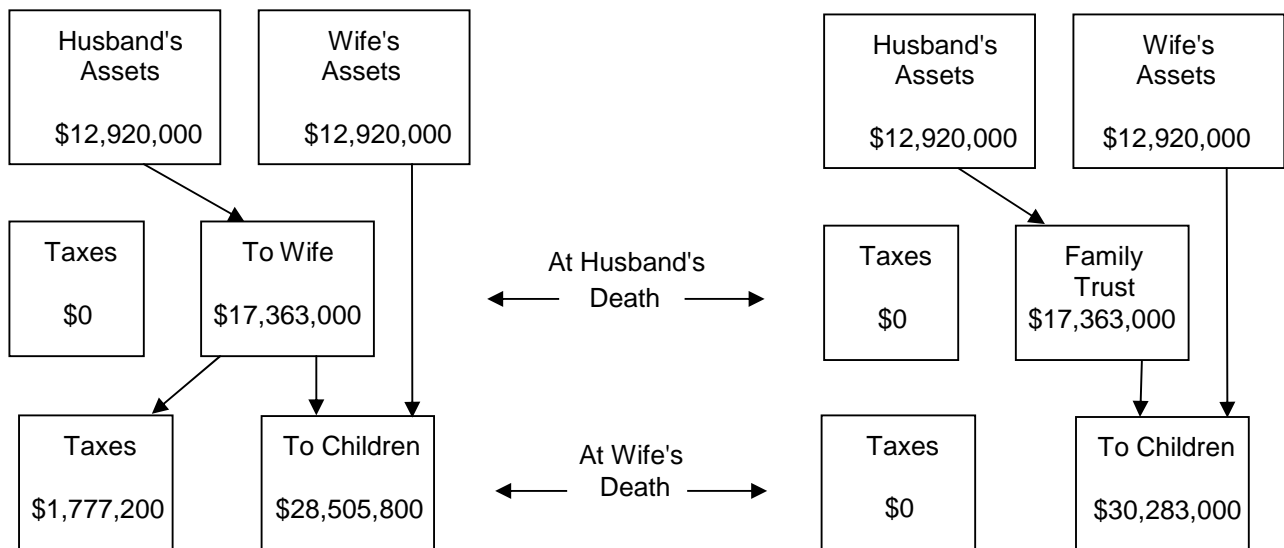 Husband's
Assets
$12,920,000
Wife's
Assets
$12,920,000
Taxes
$0
To Wife
$17,363,000
Taxes
$1,777,200
To Children
$28,505,800
At Husband's
Death
At Wife's
Death
Husband's
Assets
$12,920,000
Wife's
Assets
$12,920,000
Taxes
$0
Family
Trust
$17,363,000
Taxes
$0
To Children
$30,283,000